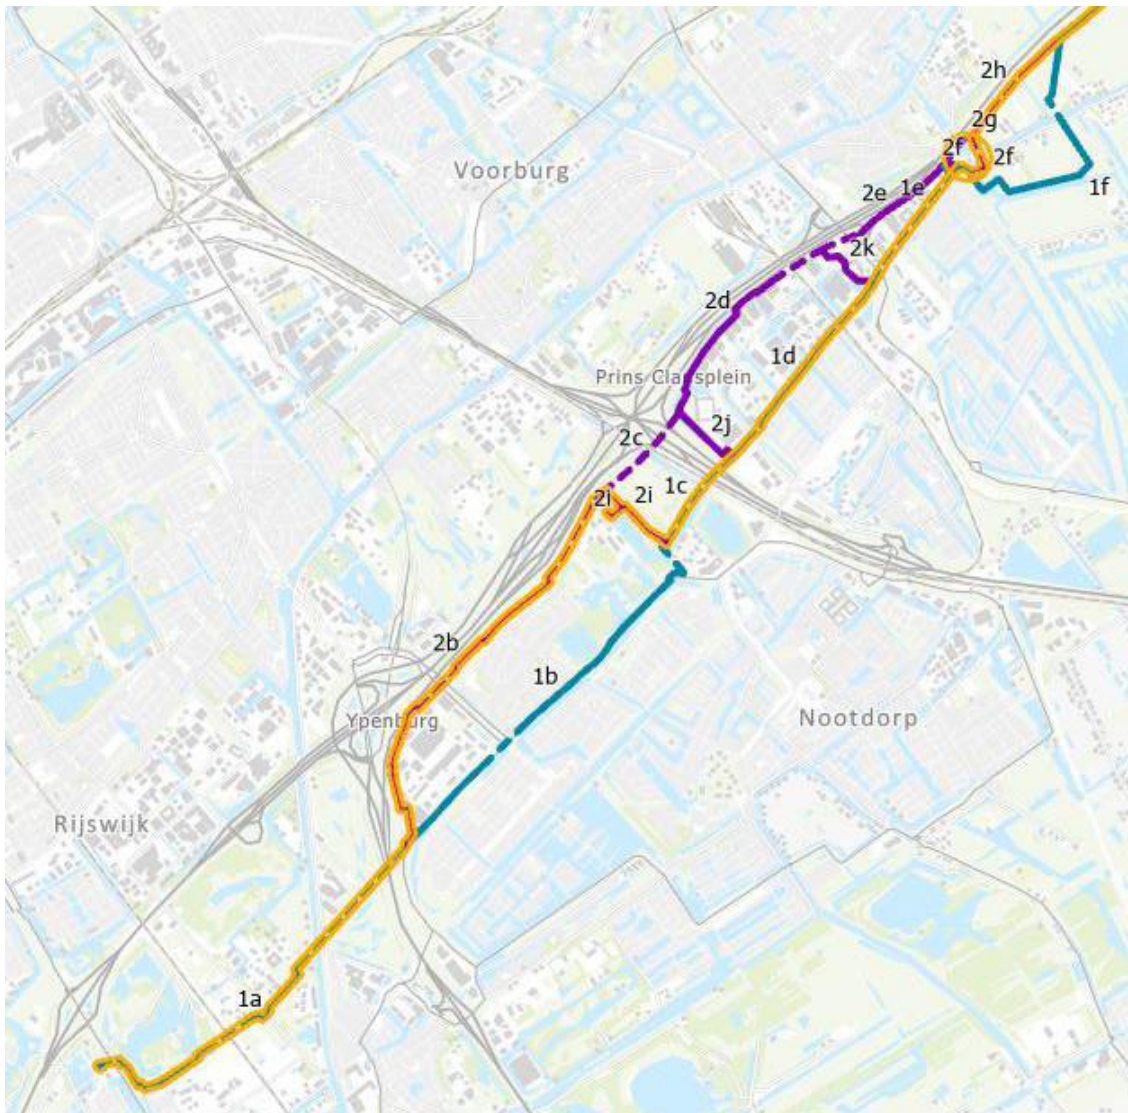 2h
2g
2f
2f
Voorburg
1f
2e
1e
2k
2d
1d
Prins Clausplein
2j
2c
1c
2i
2i
2b
1b
Ypenburg
Nootdorp
Rijswijk
1a